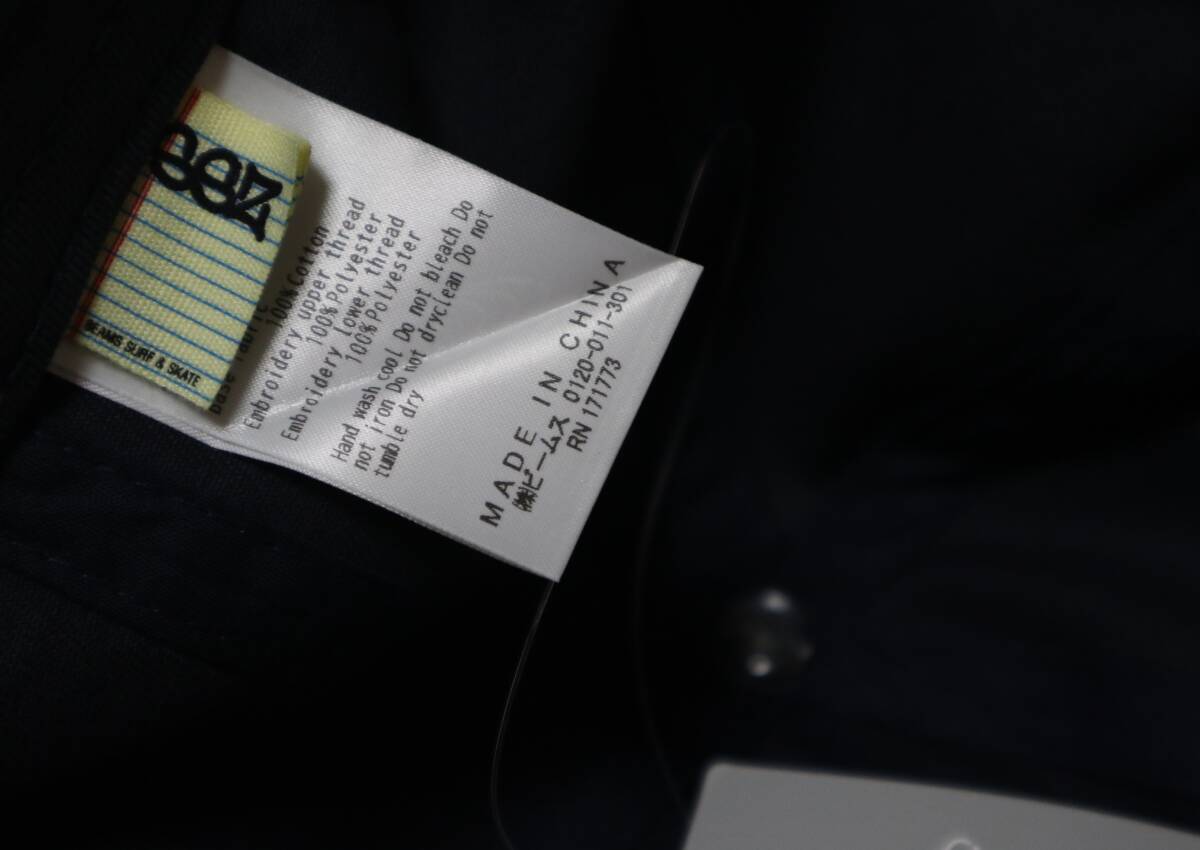 BEAMS SURF & SKATE
100%Cotton
Embroidery upper thread
100%Polyester
Embroidery lower thread
100%Polyester
Hand wash cool Do not bleach Do
not iron Do not dryclean Do not
tumble dry
MADE IN CHINA
㈱ビームス 0120-011-301
RN 171773